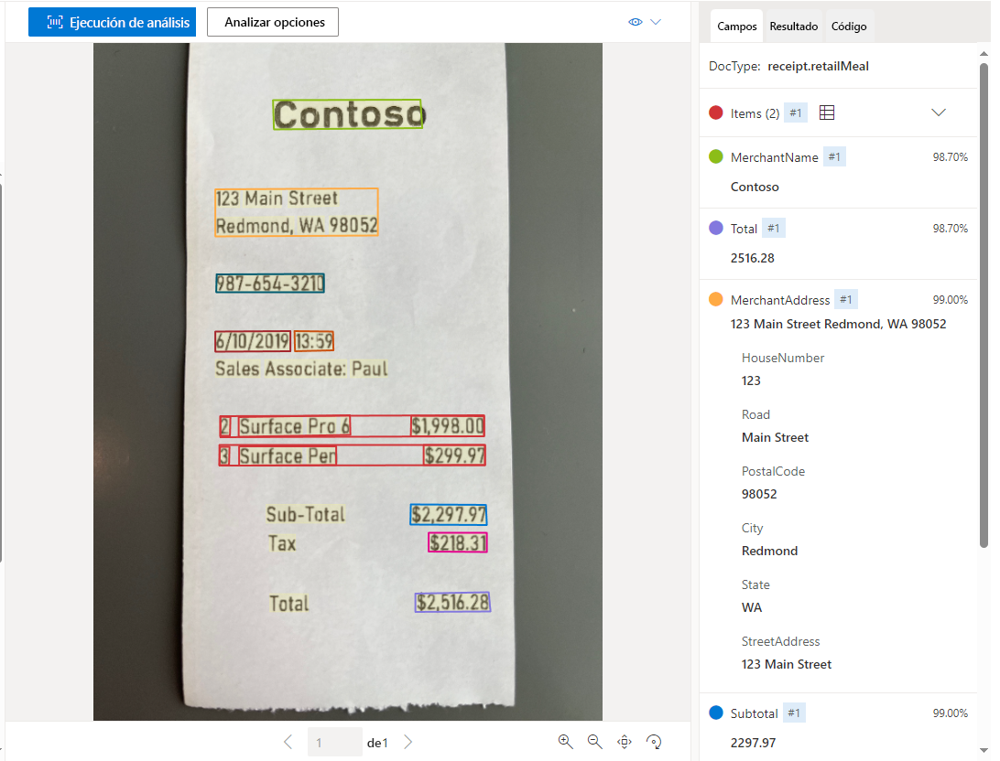 Ejecución de análisis
Analizar opciones
Contoso
123 Main Street
Redmond, WA 98052
987-654-3210
6/10/2019 13:59
Sales Associate: Paul
2 Surface Pro 6 $1,998.00
3 Surface Pen $299.97
Sub-Total $2,297.97
Tax $218.31
Total $2,516.28
1 de1
Campos Resultado Código
DocType: receipt.retailMeal
Items (2) #1
MerchantName #1 98.70%
Contoso
Total #1 98.70%
2516.28
MerchantAddress #1 99.00%
123 Main Street Redmond, WA 98052
HouseNumber
123
Road
Main Street
PostalCode
98052
City
Redmond
State
WA
StreetAddress
123 Main Street
Subtotal #1 99.00%
2297.97